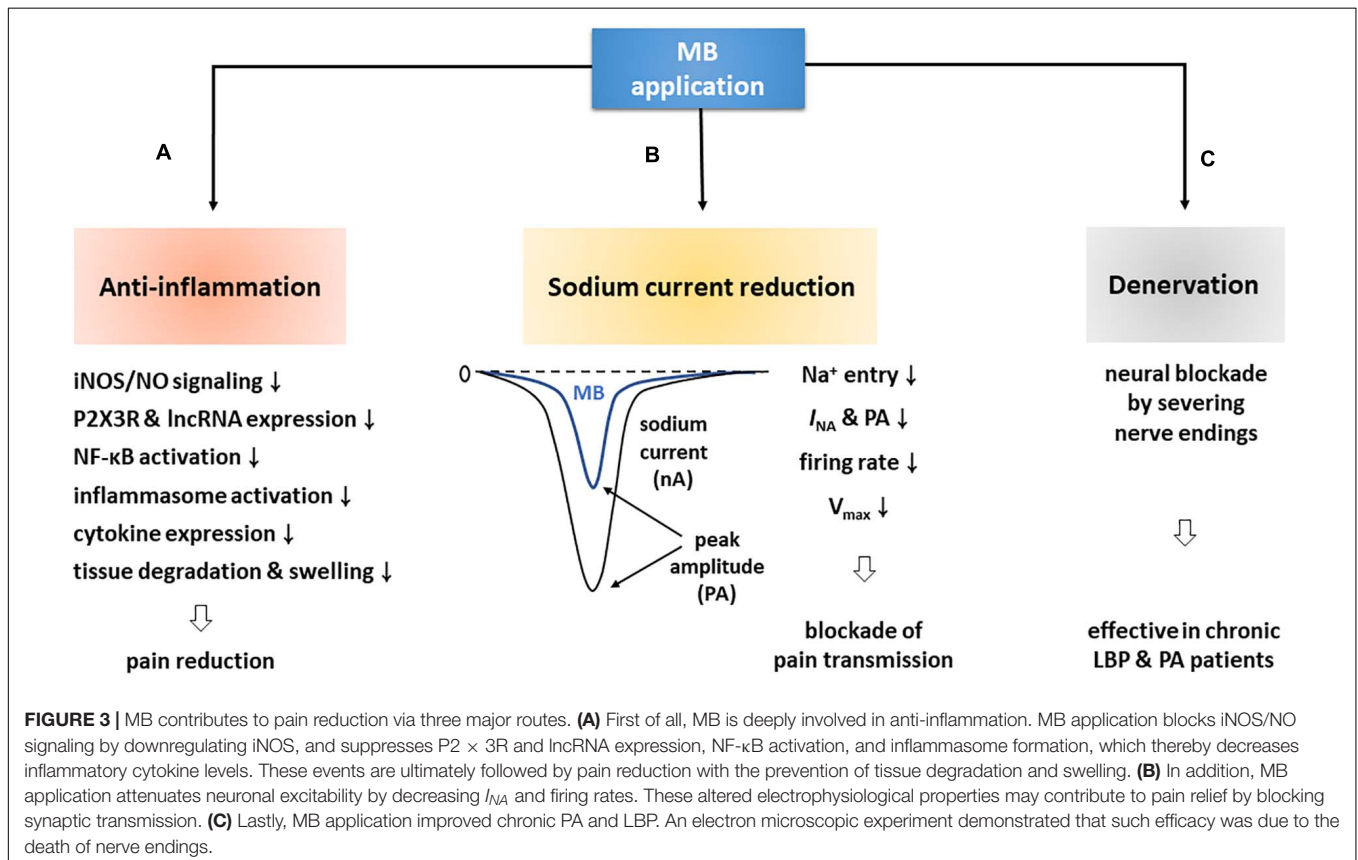 MB
application
A
B
C
Anti-inflammation
iNOS/NO signaling ↓
P2X3R & lncRNA expression ↓
NF-κB activation ↓
inflammasome activation ↓
cytokine expression ↓
tissue degradation & swelling ↓
pain reduction
Sodium current reduction
0
MB
sodium
current
(nA)
peak
amplitude
(PA)
Na⁺ entry ↓
I_NA & PA ↓
firing rate ↓
V_max ↓
blockade of
pain transmission
Denervation
neural blockade
by severing
nerve endings
effective in chronic
LBP & PA patients
FIGURE 3 | MB contributes to pain reduction via three major routes. (A) First of all, MB is deeply involved in anti-inflammation. MB application blocks iNOS/NO
signaling by downregulating iNOS, and suppresses P2 × 3R and lncRNA expression, NF-κB activation, and inflammasome formation, which thereby decreases
inflammatory cytokine levels. These events are ultimately followed by pain reduction with the prevention of tissue degradation and swelling. (B) In addition, MB
application attenuates neuronal excitability by decreasing I_NA and firing rates. These altered electrophysiological properties may contribute to pain relief by blocking
synaptic transmission. (C) Lastly, MB application improved chronic PA and LBP. An electron microscopic experiment demonstrated that such efficacy was due to the
death of nerve endings.